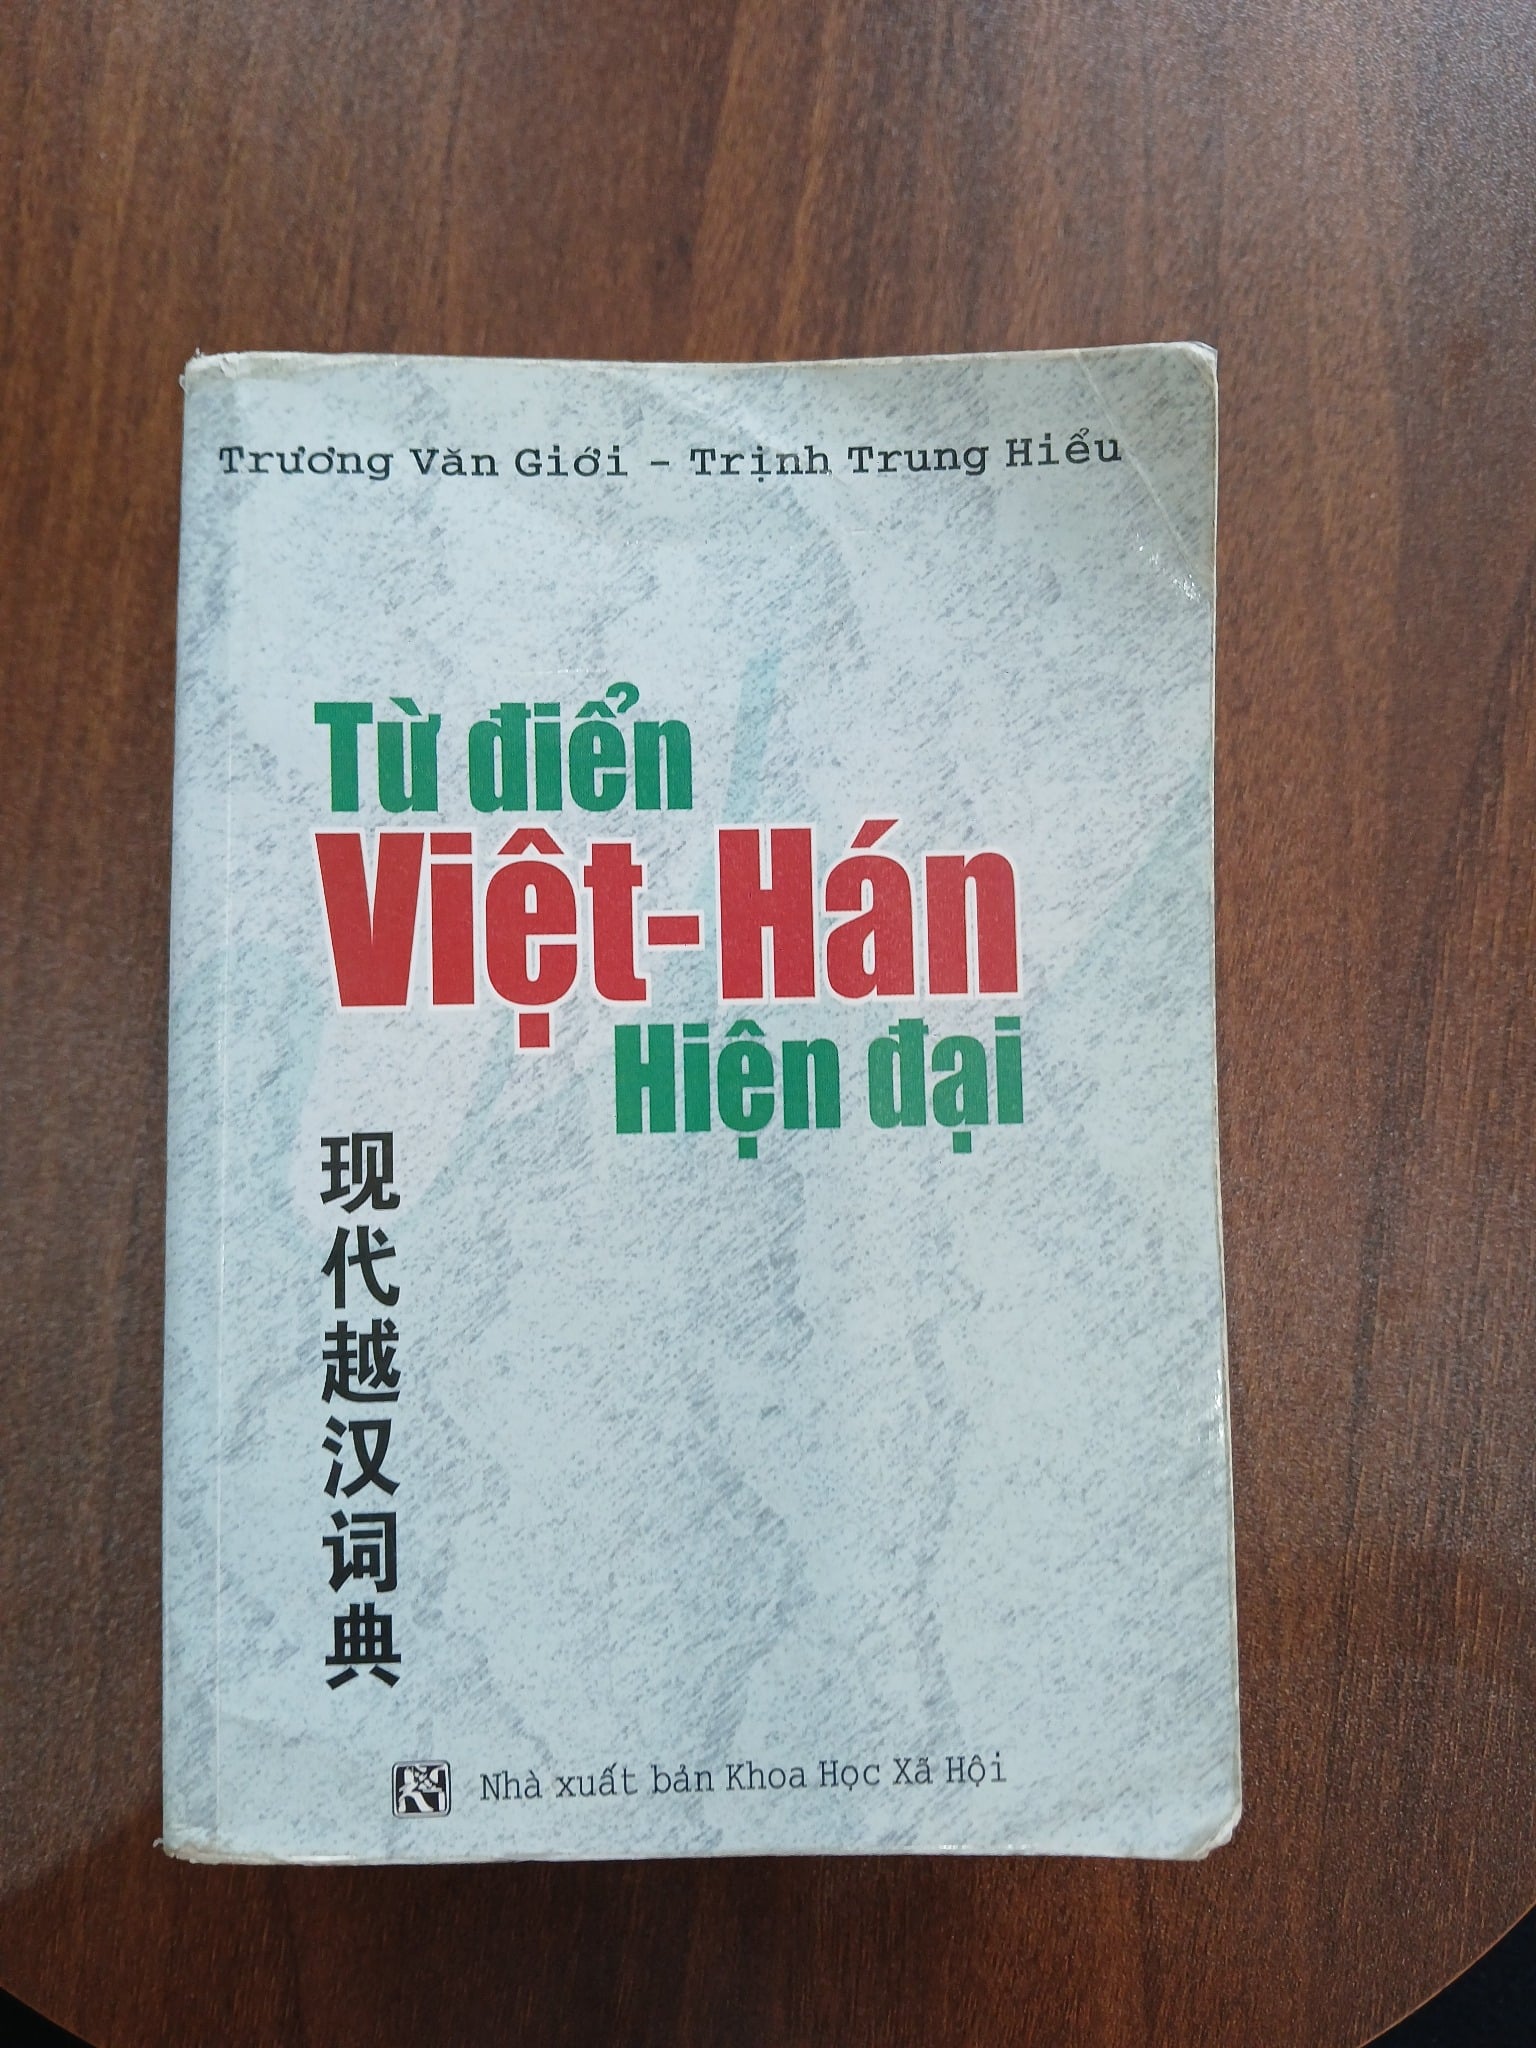 Trương Văn Giới - Trịnh Trung Hiểu
Từ điển
Việt-Hán
Hiện đại
现代越汉词典
Nhà xuất bản Khoa Học Xã Hội